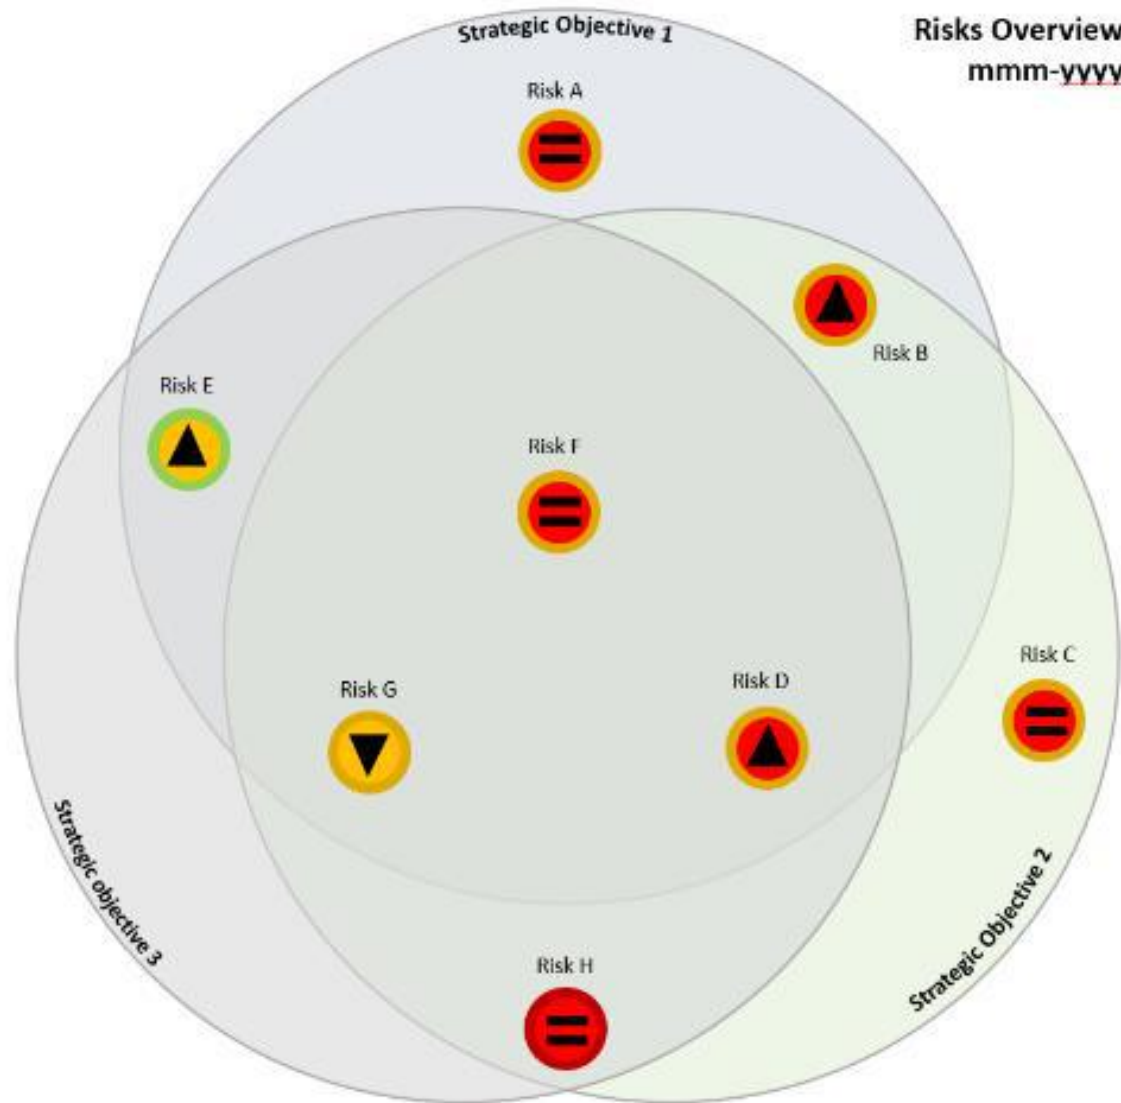 Strategic Objective 1
Risks Overview
mmm-yyyy
Risk A
Risk B
Risk E
Risk F
Risk C
Risk D
Risk G
Strategic objective 3
Strategic Objective 2
Risk H